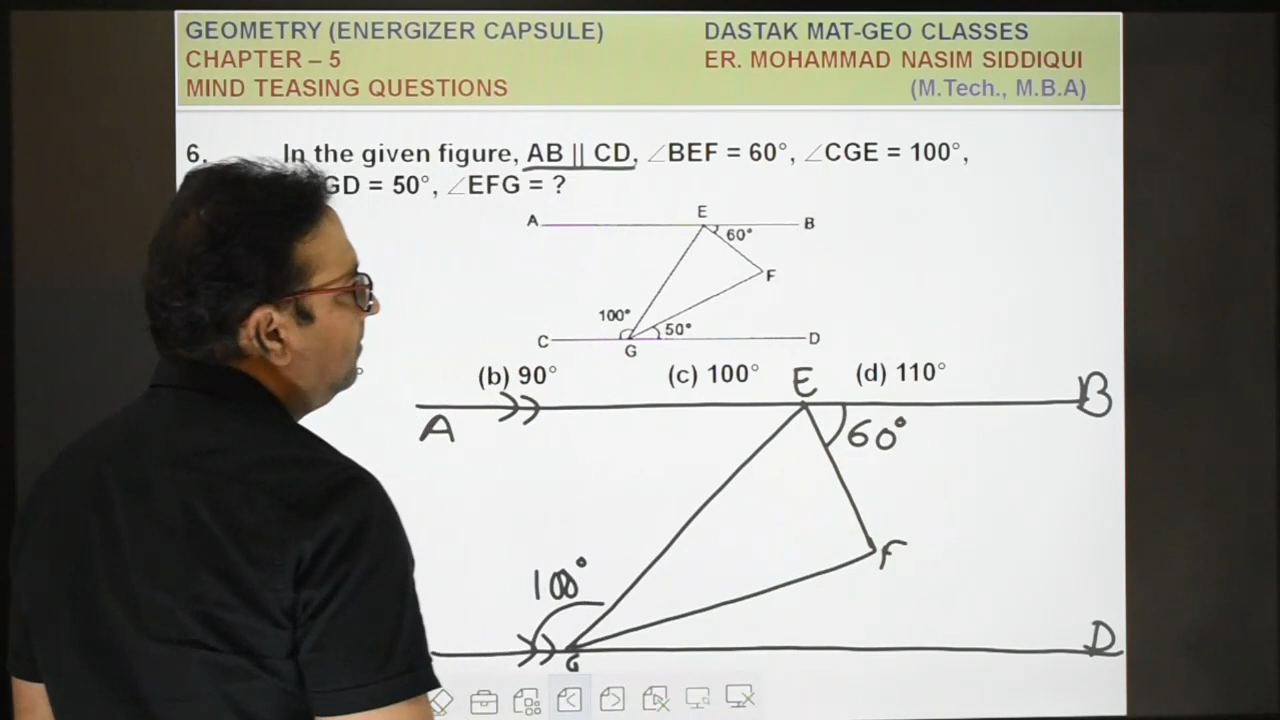 GEOMETRY (ENERGIZER CAPSULE) DASTAK MAT-GEO CLASSES
CHAPTER – 5 ER. MOHAMMAD NASIM SIDDIQUI
MIND TEASING QUESTIONS (M.Tech., M.B.A)
6. In the given figure, AB || CD, ∠BEF = 60°, ∠CGE = 100°,
GD = 50°, ∠EFG = ?
A E B
60°
F
100°
50°
C G D
(b) 90° (c) 100° (d) 110°
E
B
A
60°
F
100°
G
D